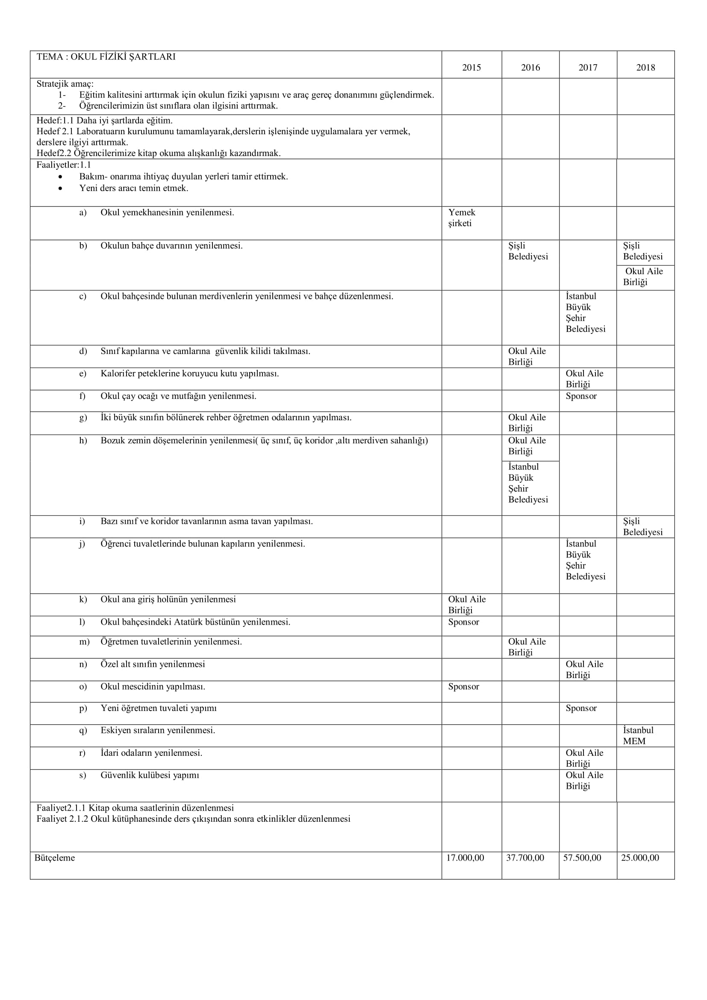 TEMA : OKUL FİZİKİ ŞARTLARI
2015 2016 2017 2018
Stratejik amaç:
1- Eğitim kalitesini arttırmak için okulun fiziki yapısını ve araç gereç donanımını güçlendirmek.
2- Öğrencilerimizin üst sınıflara olan ilgisini arttırmak.
Hedef:1.1 Daha iyi şartlarda eğitim.
Hedef 2.1 Laboratuarın kurulumunu tamamlayarak,derslerin işlenişinde uygulamalara yer vermek,
derslere ilgiyi arttırmak.
Hedef2.2 Öğrencilerimize kitap okuma alışkanlığı kazandırmak.
Faaliyetler:1.1
• Bakım- onarıma ihtiyaç duyulan yerleri tamir ettirmek.
• Yeni ders aracı temin etmek.
a) Okul yemekhanesinin yenilenmesi.
Yemek
şirketi
b) Okulun bahçe duvarının yenilenmesi.
Şişli
Belediyesi
Şişli
Belediyesi
Okul Aile
Birliği
c) Okul bahçesinde bulunan merdivenlerin yenilenmesi ve bahçe düzenlenmesi.
İstanbul
Büyük
Şehir
Belediyesi
d) Sınıf kapılarına ve camlarına güvenlik kilidi takılması.
Okul Aile
Birliği
e) Kalorifer peteklerine koruyucu kutu yapılması.
Okul Aile
Birliği
f) Okul çay ocağı ve mutfağın yenilenmesi.
Sponsor
g) İki büyük sınıfın bölünerek rehber öğretmen odalarının yapılması.
Okul Aile
Birliği
h) Bozuk zemin döşemelerinin yenilenmesi( üç sınıf, üç koridor ,altı merdiven sahanlığı)
Okul Aile
Birliği
İstanbul
Büyük
Şehir
Belediyesi
i) Bazı sınıf ve koridor tavanlarının asma tavan yapılması.
Şişli
Belediyesi
j) Öğrenci tuvaletlerinde bulunan kapıların yenilenmesi.
İstanbul
Büyük
Şehir
Belediyesi
k) Okul ana giriş holünün yenilenmesi
Okul Aile
Birliği
l) Okul bahçesindeki Atatürk büstünün yenilenmesi.
Sponsor
m) Öğretmen tuvaletlerinin yenilenmesi.
Okul Aile
Birliği
n) Özel alt sınıfın yenilenmesi
Okul Aile
Birliği
o) Okul mescidinin yapılması.
Sponsor
p) Yeni öğretmen tuvaleti yapımı
Sponsor
q) Eskiyen sıraların yenilenmesi.
İstanbul
MEM
r) İdari odaların yenilenmesi.
Okul Aile
Birliği
s) Güvenlik kulübesi yapımı
Okul Aile
Birliği
Faaliyet2.1.1 Kitap okuma saatlerinin düzenlenmesi
Faaliyet 2.1.2 Okul kütüphanesinde ders çıkışından sonra etkinlikler düzenlenmesi
Bütçeleme 17.000,00 37.700,00 57.500,00 25.000,00